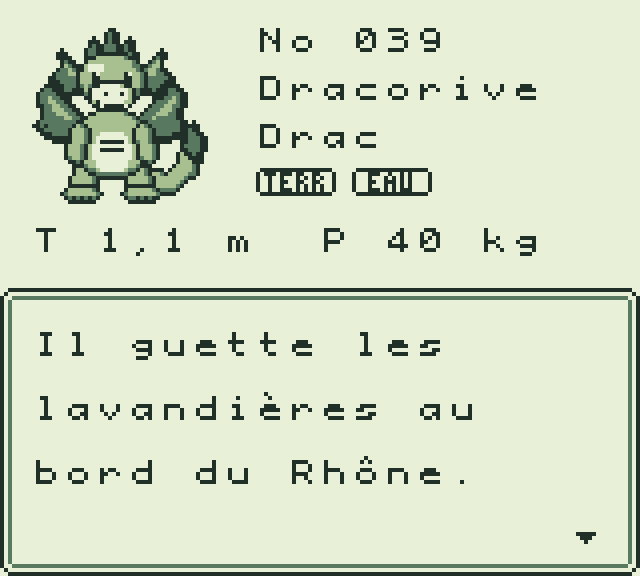 No 039
Dracorive
Drac
TERR EAU
T 1,1 m P 40 kg
Il guette les
lavandières au
bord du Rhône.